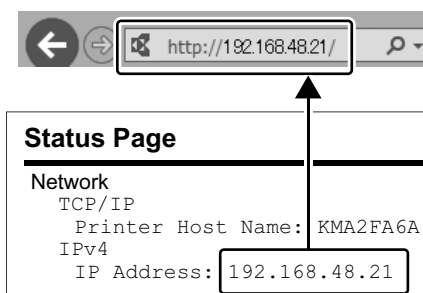 http://192.168.48.21/
Status Page
Network
TCP/IP
Printer Host Name: KMA2FA6A
IPv4
IP Address: 192.168.48.21